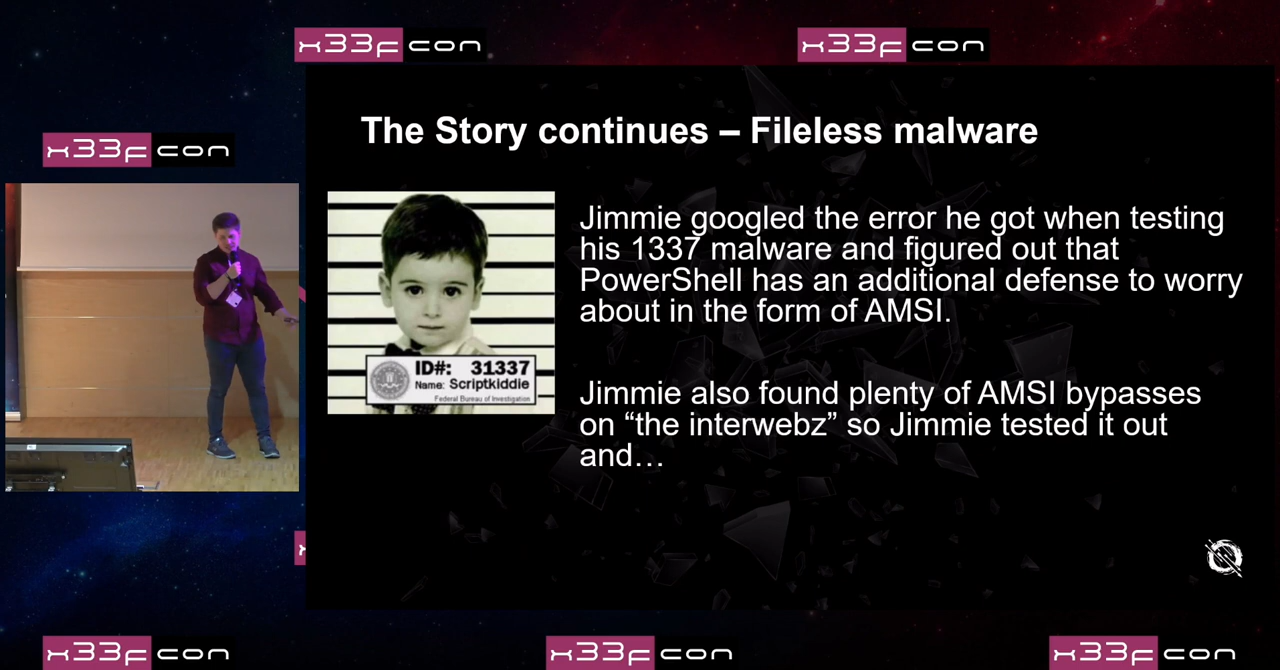 x33fcon
x33fcon
x33fcon
The Story continues – Fileless malware
Jimmie googled the error he got when testing
his 1337 malware and figured out that
PowerShell has an additional defense to worry
about in the form of AMSI.
ID#: 31337
Name: Scriptkiddie
Federal Bureau of Investigation
Jimmie also found plenty of AMSI bypasses
on “the interwebz” so Jimmie tested it out
and…
x33fcon
x33fcon
x33fcon